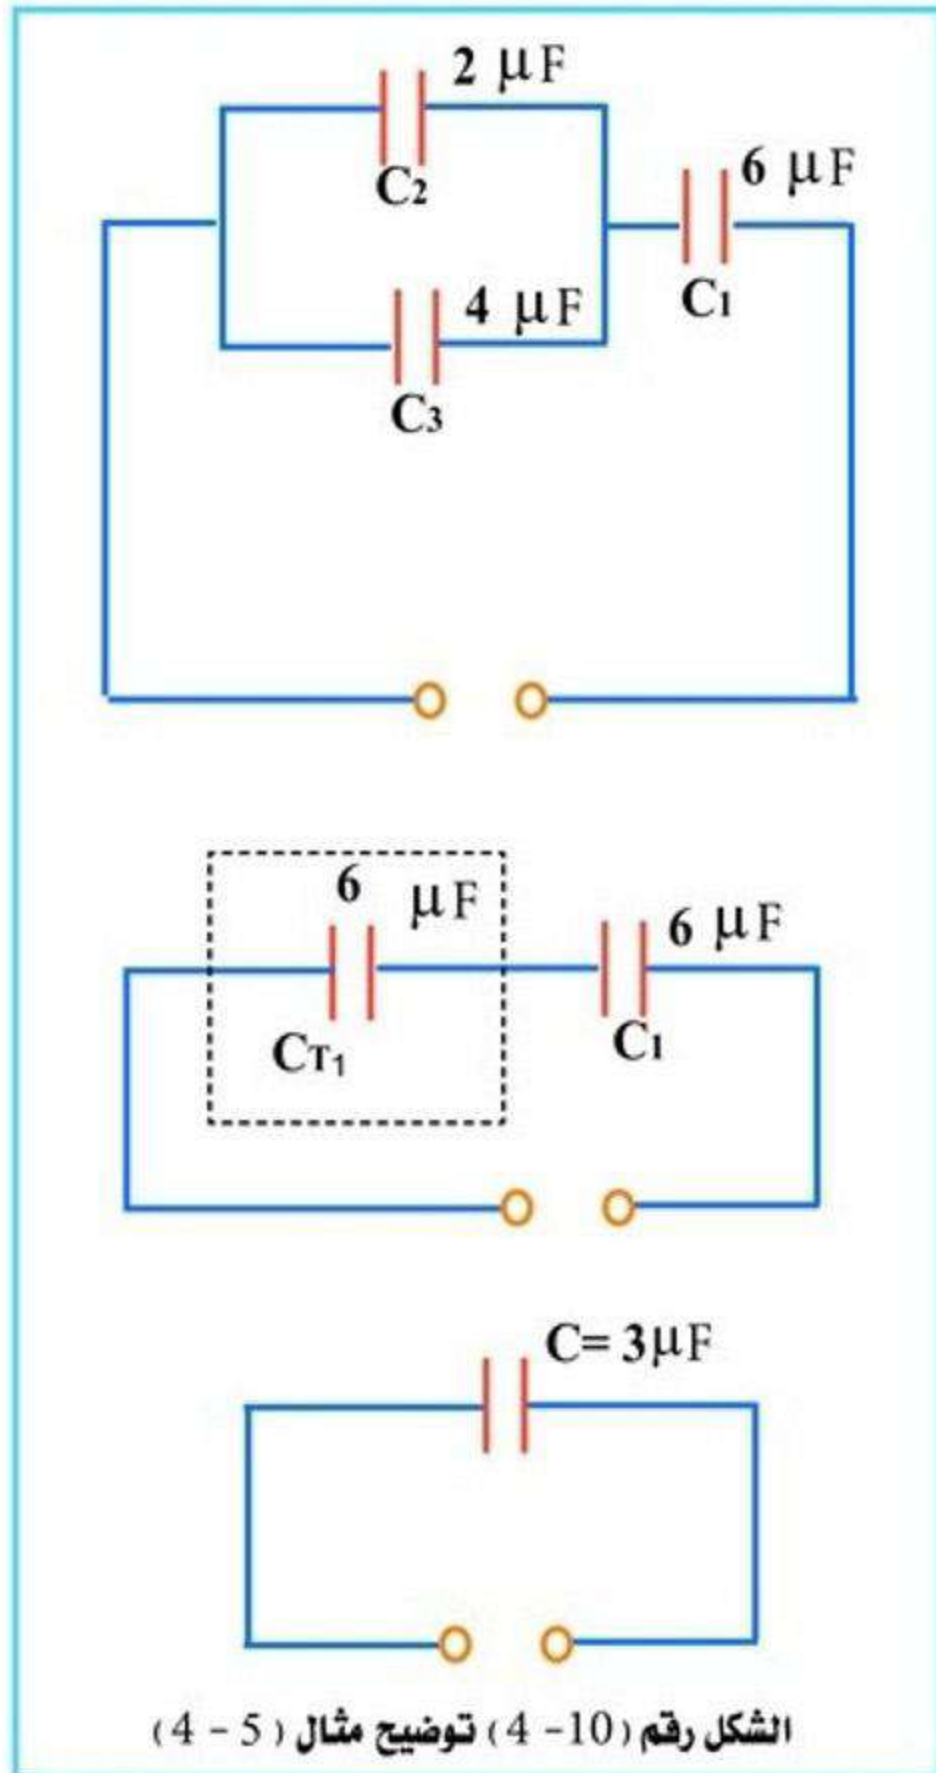 2 μF
C2
6 μF
C1
4 μF
C3
6 μF
CT1
6 μF
C1
C= 3μF
الشكل رقم (10- 4) توضيح مثال (5 - 4)